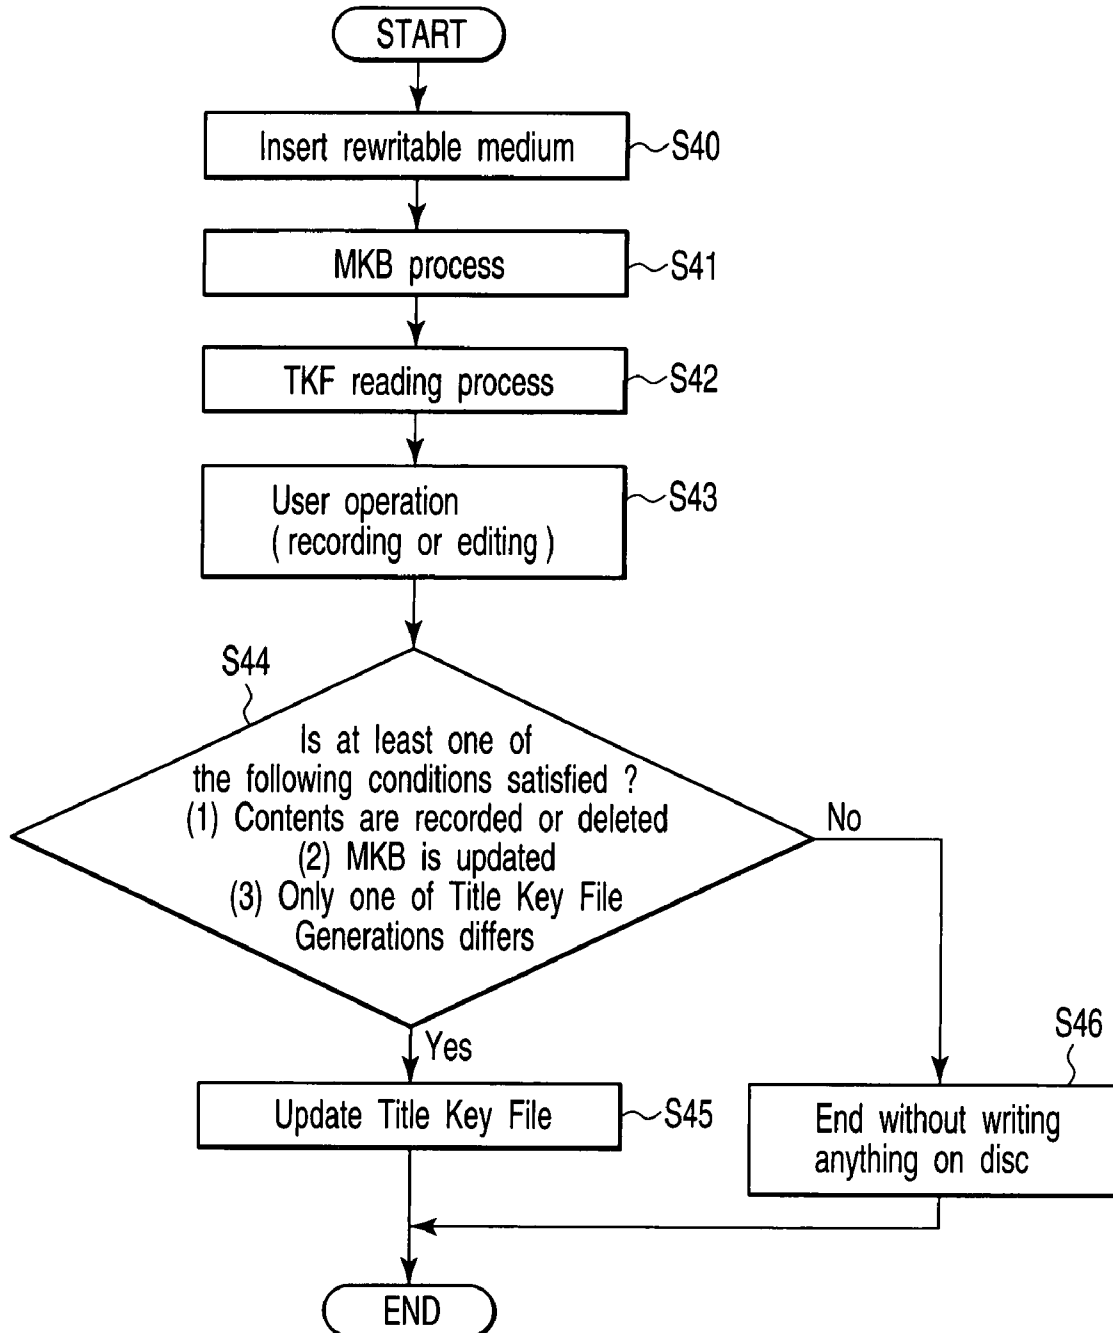 START
Insert rewritable medium
S40
MKB process
S41
TKF reading process
S42
User operation
( recording or editing )
S43
S44
Is at least one of
the following conditions satisfied ?
(1) Contents are recorded or deleted
(2) MKB is updated
(3) Only one of Title Key File
Generations differs
No
Yes
Update Title Key File
S45
S46
End without writing
anything on disc
END